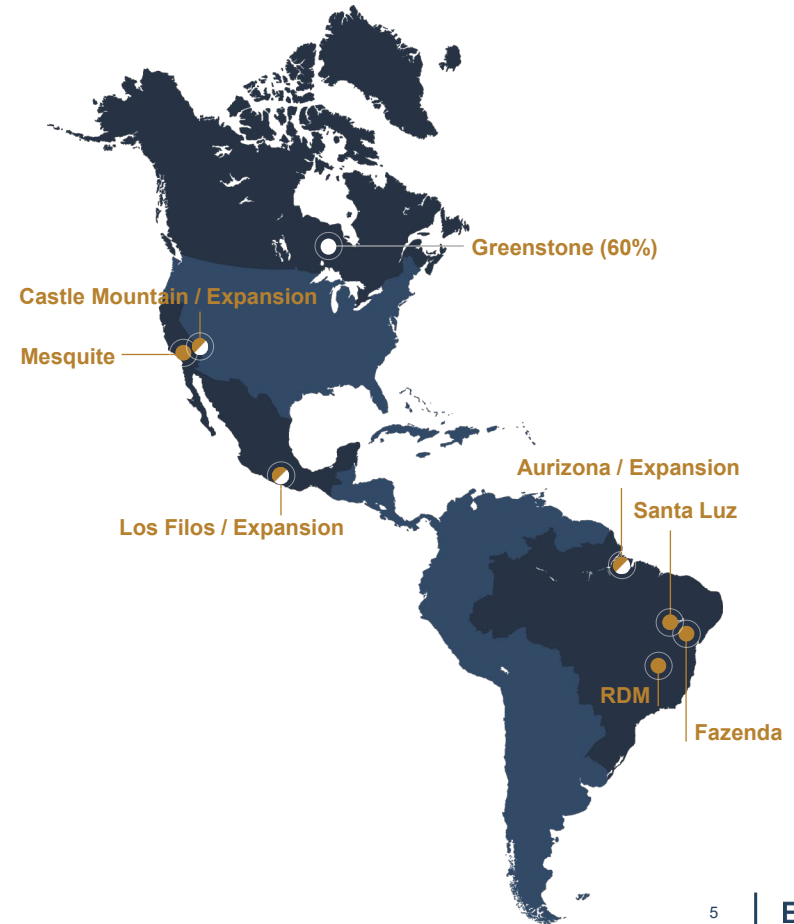 Greenstone (60%)
Castle Mountain / Expansion
Mesquite
Aurizona / Expansion
Santa Luz
Los Filos / Expansion
RDM
Fazenda
5
E